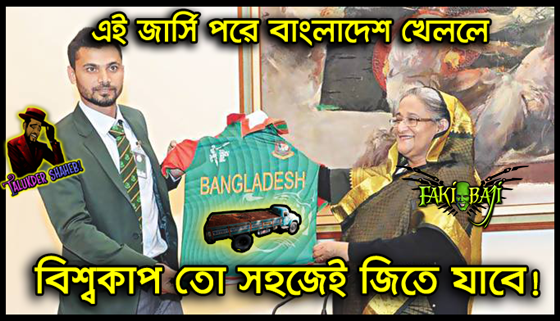 এই জার্সি পরে বাংলাদেশ খেললে
TALUKDER SHAHEB!
BANGLADESH
FAKIBAJI
বিশ্বকাপ তো সহজেই জিতে যাবে!